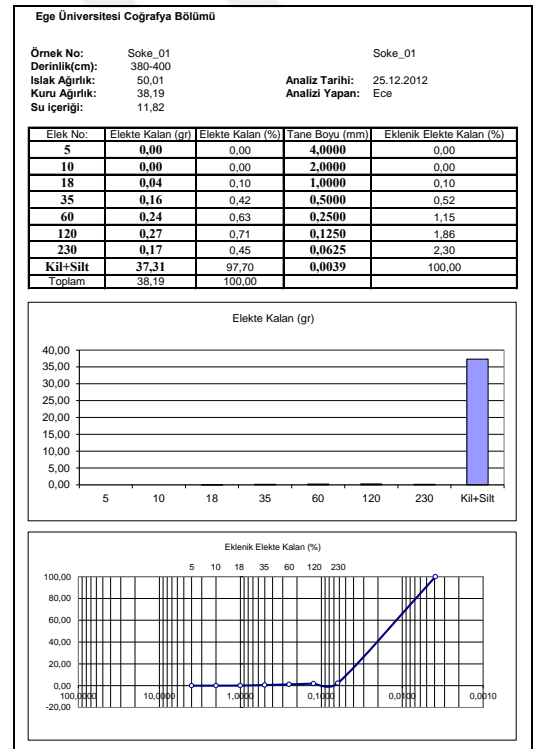 Ege Üniversitesi Coğrafya Bölümü
Örnek No: Soke_01 Soke_01
Derinlik(cm): 380-400
Islak Ağırlık: 50,01 Analiz Tarihi: 25.12.2012
Kuru Ağırlık: 38,19 Analizi Yapan: Ece
Su içeriği: 11,82
Elek No: Elekte Kalan (gr) Elekte Kalan (%) Tane Boyu (mm) Eklenik Elekte Kalan (%)
5 0,00 0,00 4,0000 0,00
10 0,00 0,00 2,0000 0,00
18 0,04 0,10 1,0000 0,10
35 0,16 0,42 0,5000 0,52
60 0,24 0,63 0,2500 1,15
120 0,27 0,71 0,1250 1,86
230 0,17 0,45 0,0625 2,30
Kil+Silt 37,31 97,70 0,0039 100,00
Toplam 38,19 100,00
Elekte Kalan (gr)
40,00
35,00
30,00
25,00
20,00
15,00
10,00
5,00
0,00
5 10 18 35 60 120 230 Kil+Silt
Eklenik Elekte Kalan (%)
5 10 18 35 60 120 230
100,00
80,00
60,00
40,00
20,00
0,00
-20,00
100,0000 10,0000 1,0000 0,1000 0,0100 0,0010